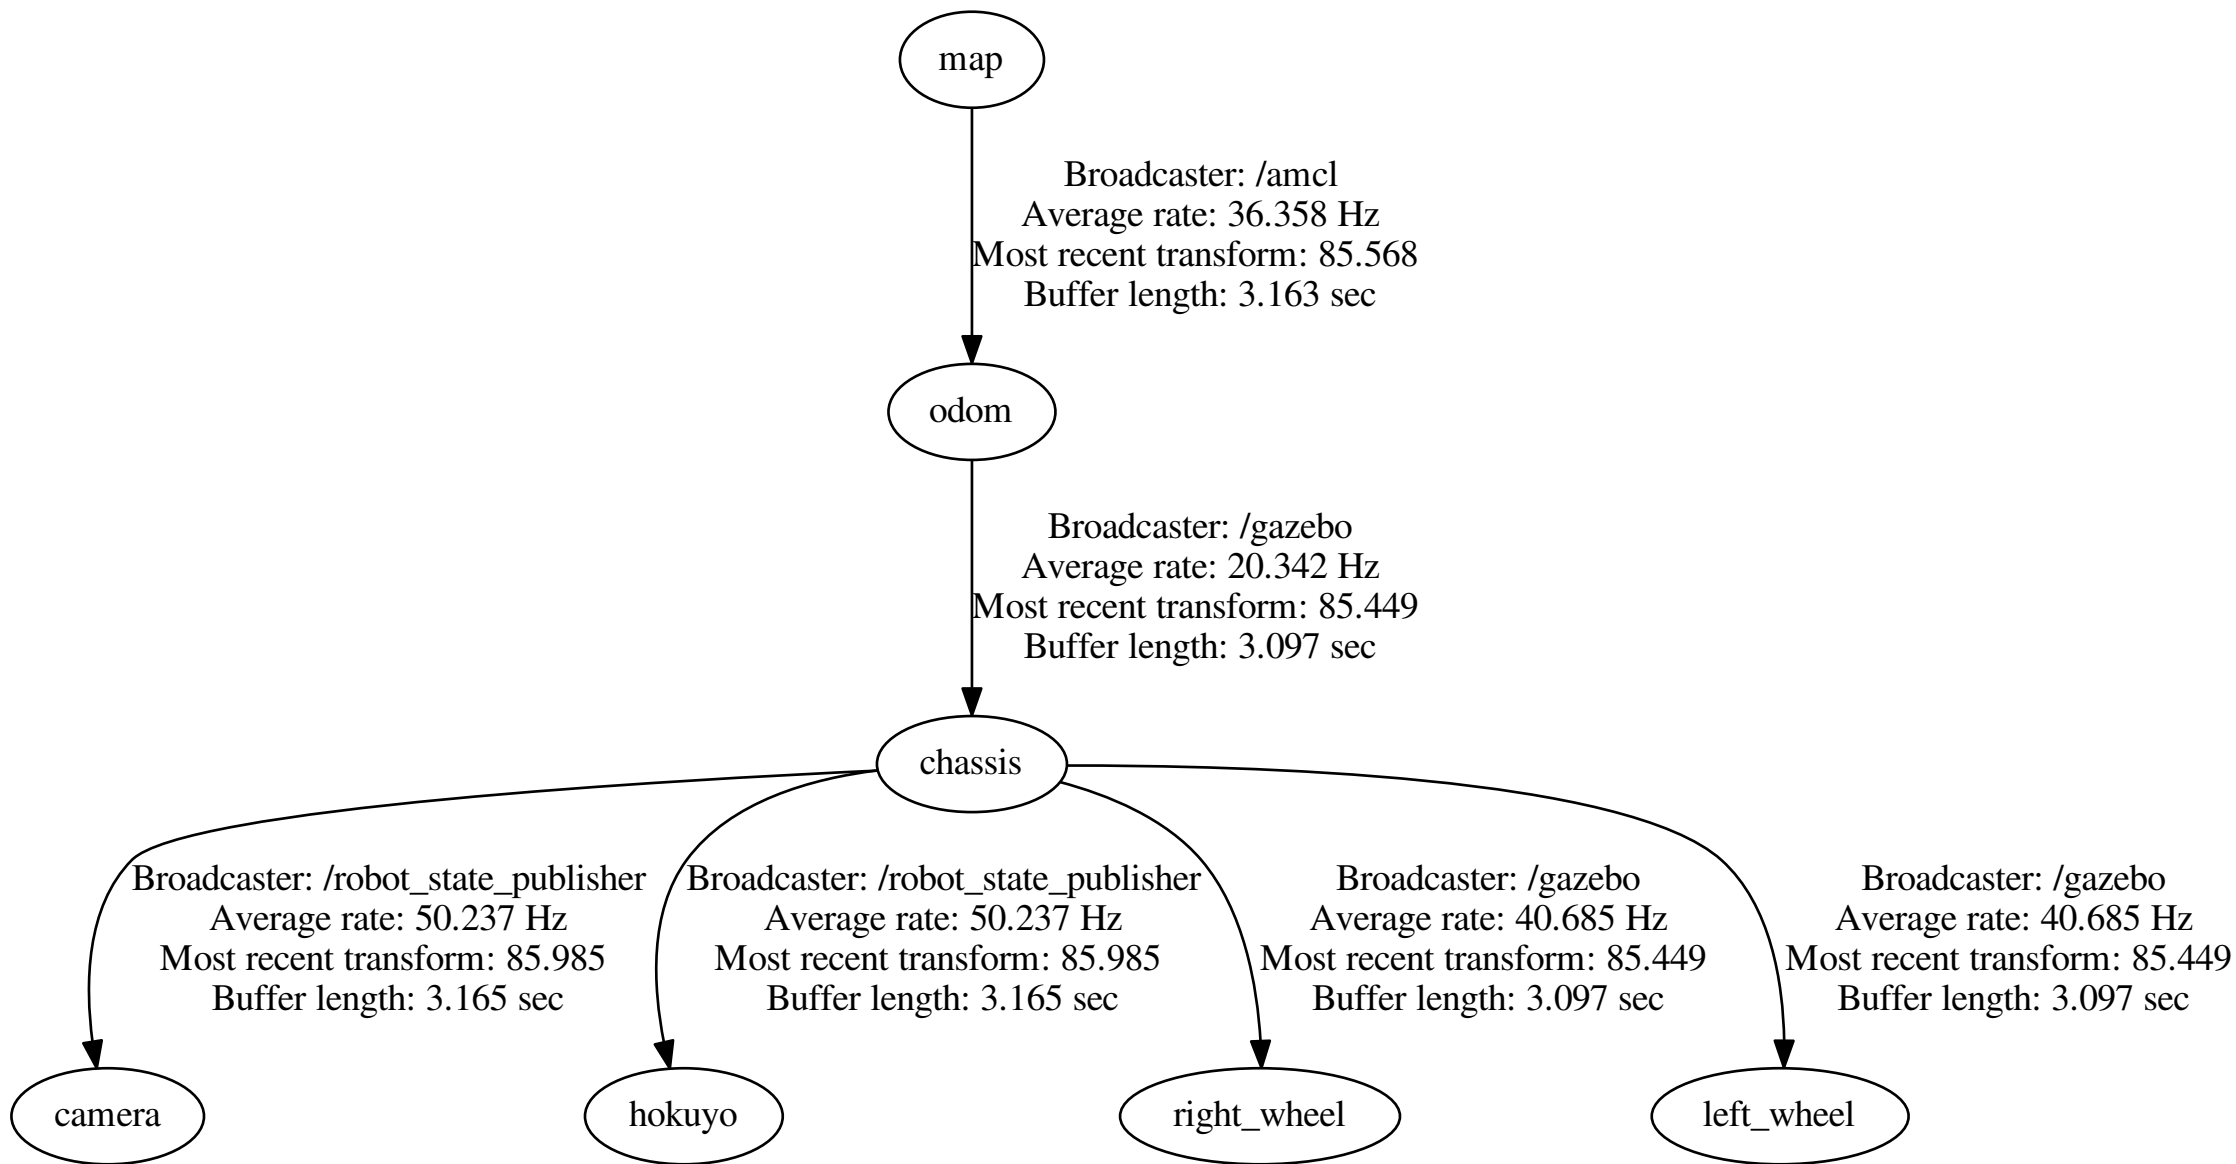 map
Broadcaster: /amcl
Average rate: 36.358 Hz
Most recent transform: 85.568
Buffer length: 3.163 sec
odom
Broadcaster: /gazebo
Average rate: 20.342 Hz
Most recent transform: 85.449
Buffer length: 3.097 sec
chassis
Broadcaster: /robot_state_publisher
Average rate: 50.237 Hz
Most recent transform: 85.985
Buffer length: 3.165 sec
Broadcaster: /robot_state_publisher
Average rate: 50.237 Hz
Most recent transform: 85.985
Buffer length: 3.165 sec
Broadcaster: /gazebo
Average rate: 40.685 Hz
Most recent transform: 85.449
Buffer length: 3.097 sec
Broadcaster: /gazebo
Average rate: 40.685 Hz
Most recent transform: 85.449
Buffer length: 3.097 sec
camera
hokuyo
right_wheel
left_wheel